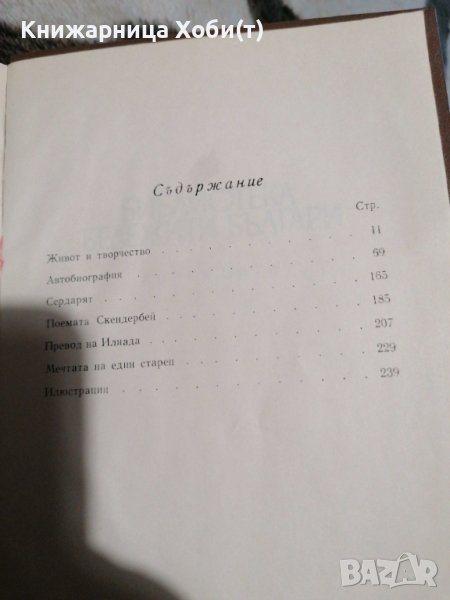 Книжарница Хоби(т)
Съдържание
Стр.
Живот и творчество 11
Автобиография 69
Сердарят 165
Поемата Скендербей 185
Превод на Илиада 207
Мечтата на един старец 229
Илюстрации 239
BAZAR